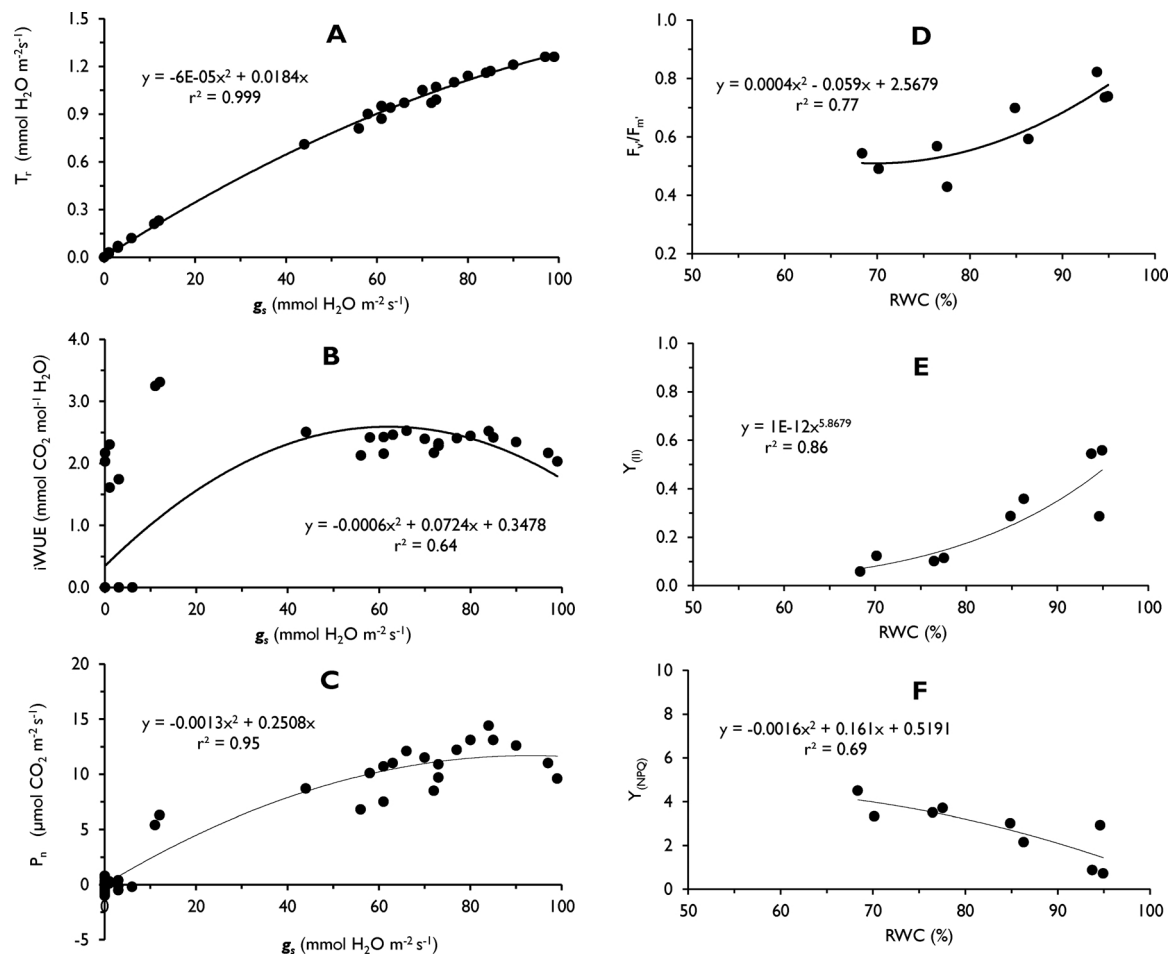 A
y = -6E-05x² + 0.0184x
r² = 0.999
Tr (mmol H2O m-2s-1)
1.5
1.2
0.9
0.6
0.3
0.0
0 20 40 60 80 100
gs (mmol H2O m-2 s-1)
B
y = -0.0006x² + 0.0724x + 0.3478
r² = 0.64
iWUE (mmol CO2 mol-1 H2O)
4.0
3.0
2.0
1.0
0.0
0 20 40 60 80 100
gs (mmol H2O m-2 s-1)
C
y = -0.0013x² + 0.2508x
r² = 0.95
Pn (µmol CO2 m-2 s-1)
20
15
10
5
0
-5
0 20 40 60 80 100
gs (mmol H2O m-2 s-1)
D
y = 0.0004x² - 0.059x + 2.5679
r² = 0.77
Fv'/Fm'
1.0
0.8
0.6
0.4
0.2
50 60 70 80 90 100
RWC (%)
E
y = 1E-12x5.8679
r² = 0.86
Y(II)
1.0
0.8
0.6
0.4
0.2
0.0
50 60 70 80 90 100
RWC (%)
F
y = -0.0016x² + 0.161x + 0.5191
r² = 0.69
Y(NPQ)
10
8
6
4
2
0
50 60 70 80 90 100
RWC (%)